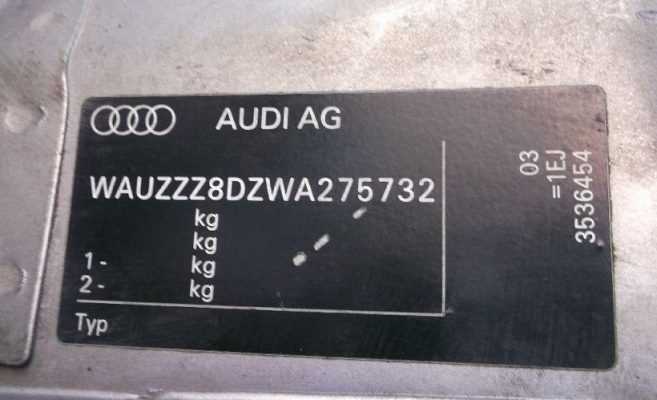 AUDI AG
WAUZZZ8DZWA275732
kg
kg
1- kg
2- kg
Typ
03
=1EJ
3536454